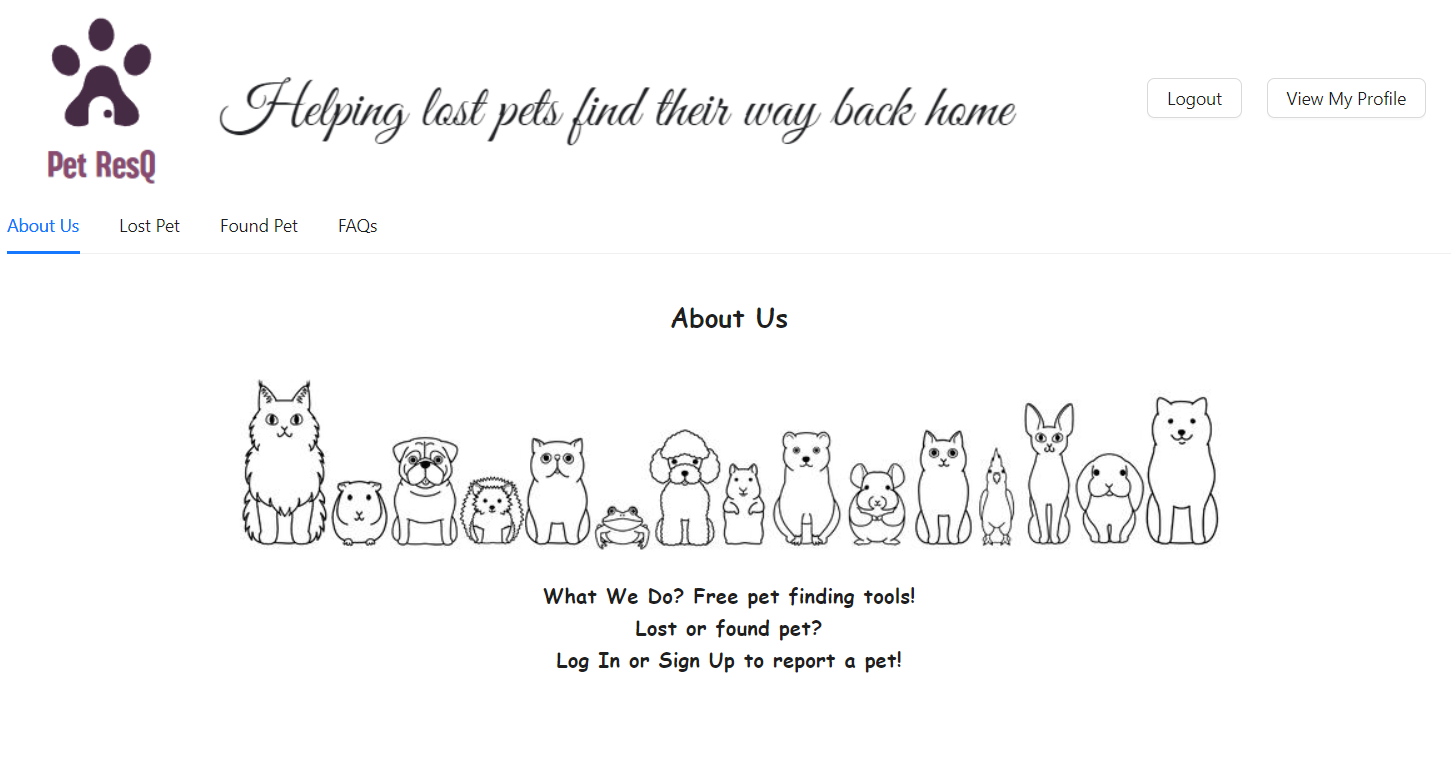 Helping lost pets find their way back home
Logout
View My Profile
Pet ResQ
About Us
Lost Pet
Found Pet
FAQs
About Us
What We Do? Free pet finding tools!
Lost or found pet?
Log In or Sign Up to report a pet!